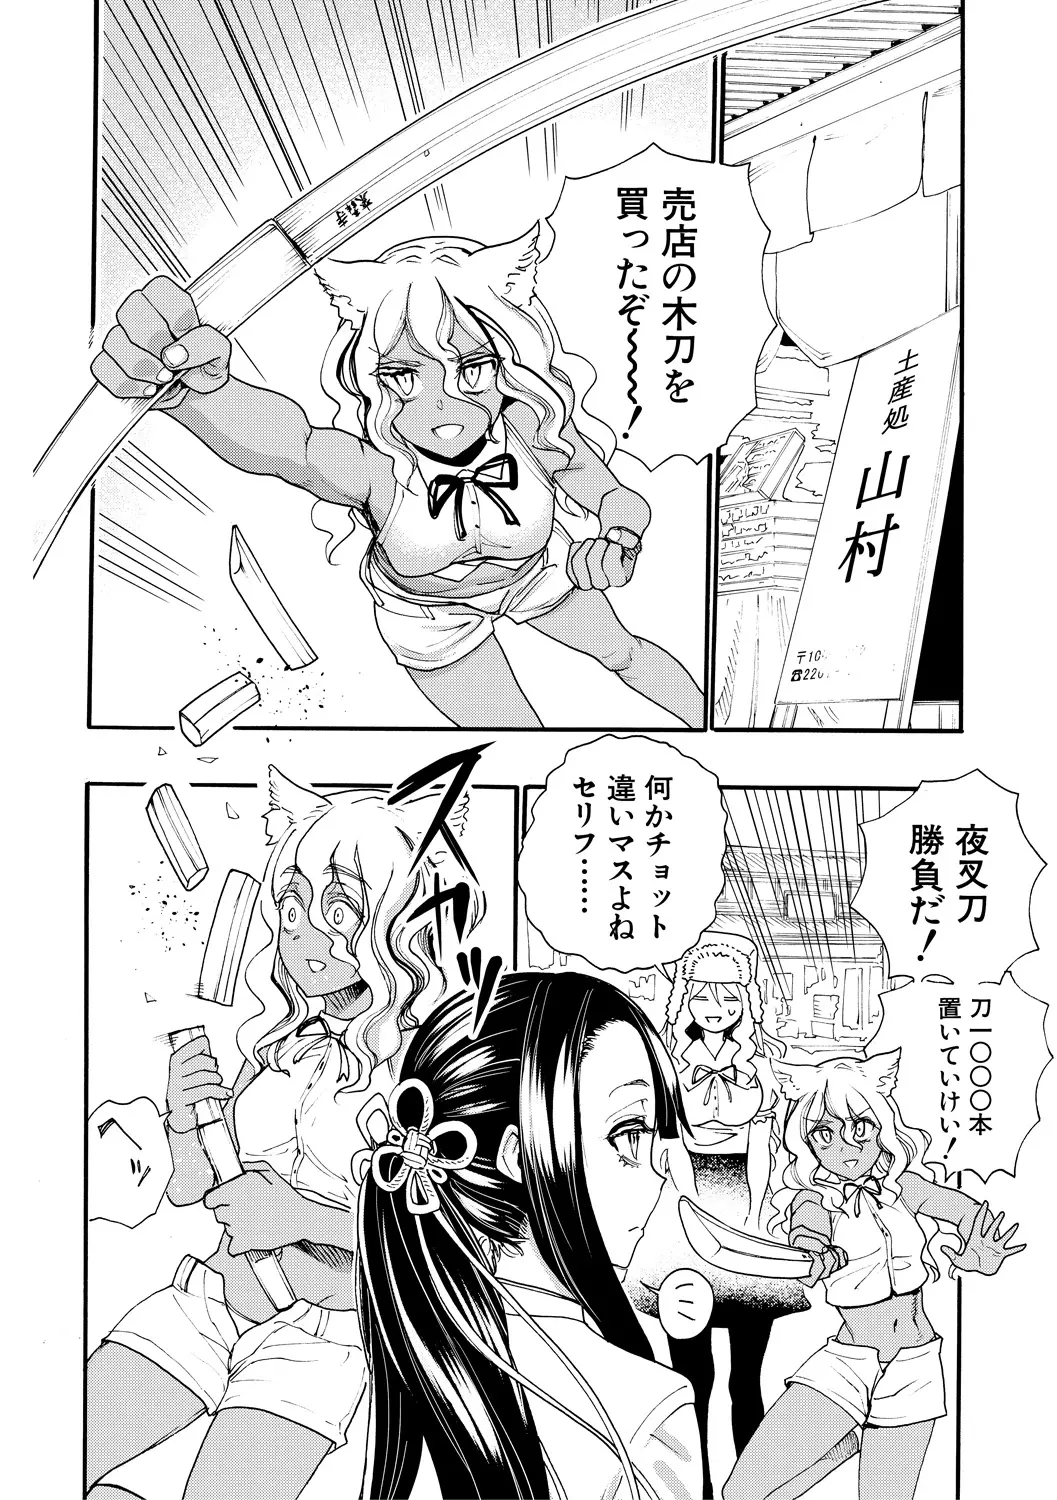 土産処
山村
売店の木刀を
買ったぞ〜〜〜！
夜叉刀
勝負だ！
刀一〇〇〇本
置いていけい！
何かチョット
違いマスよね
セリフ……